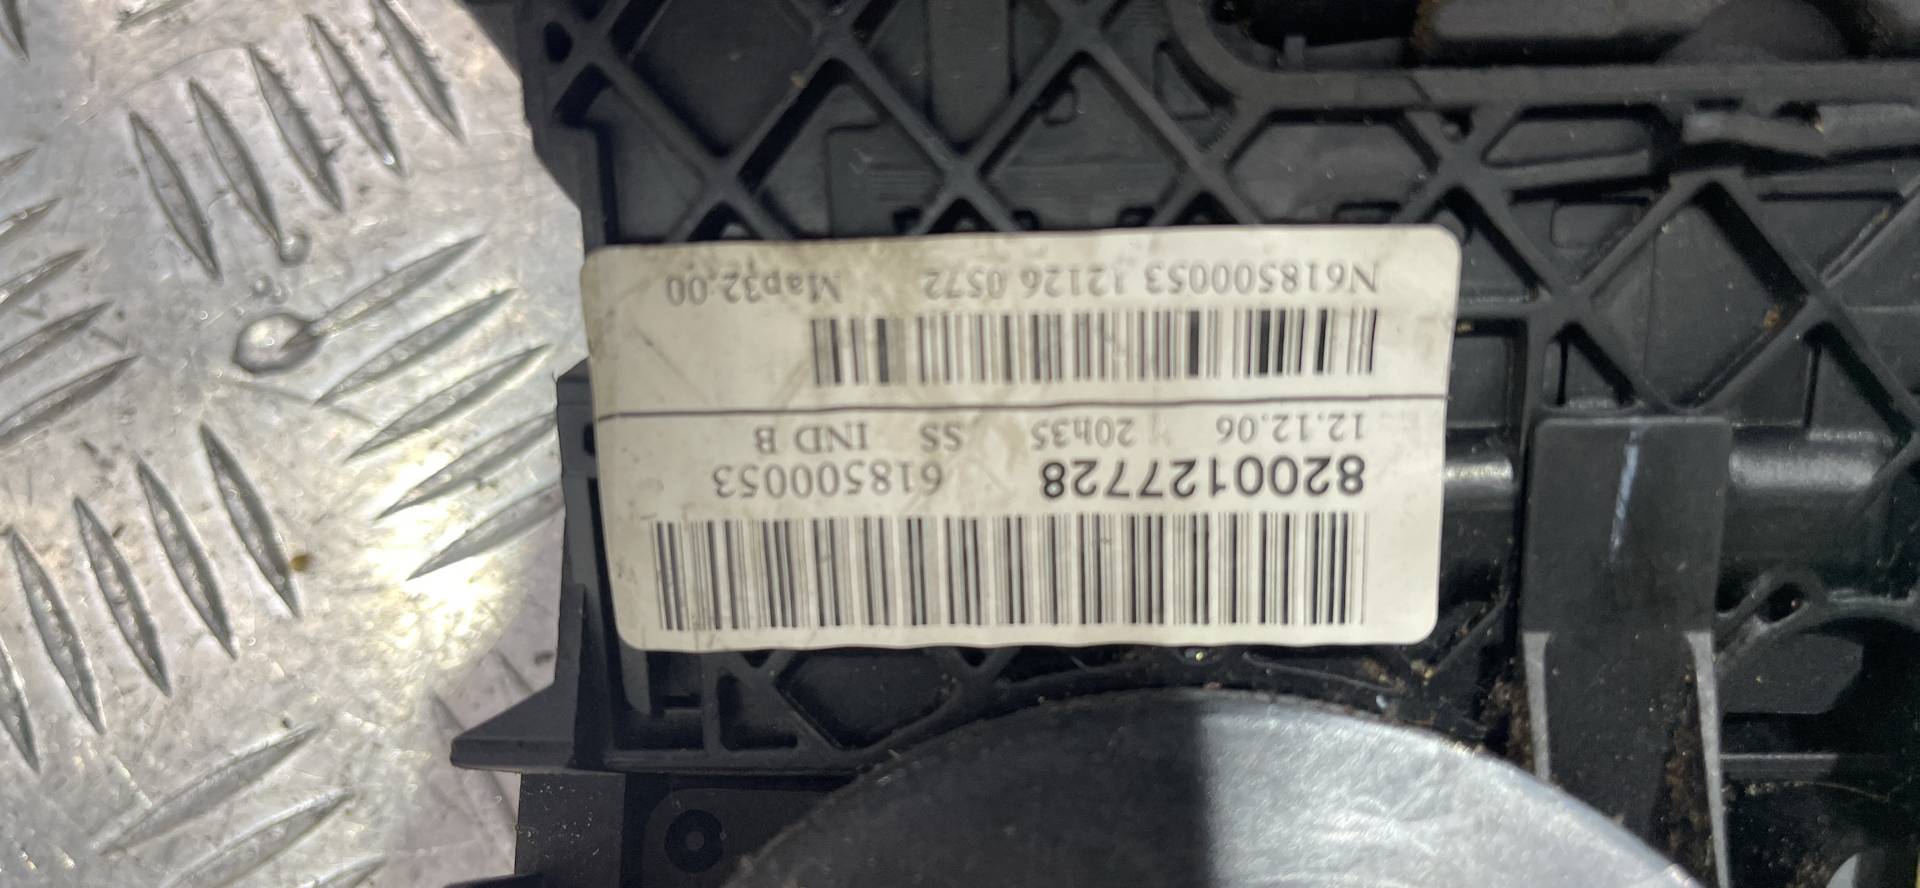 8200127728 618500053
12.12.06 20h35 SS IND B
N618500053 12126 0572 Map32.00